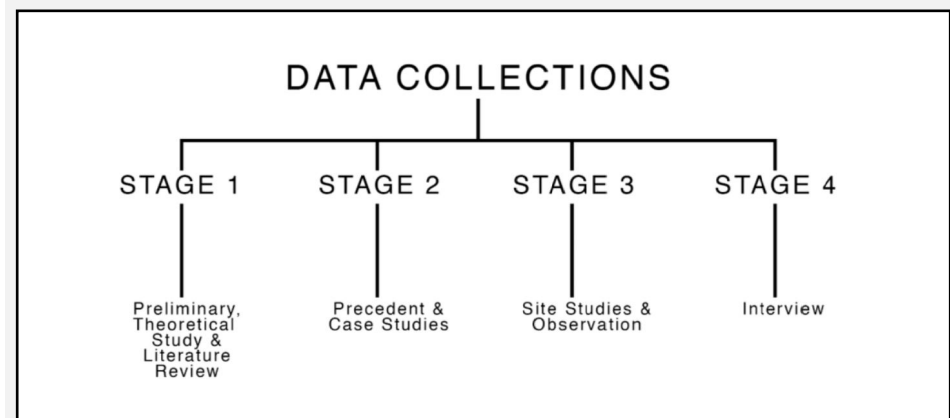 DATA COLLECTIONS
STAGE 1
STAGE 2
STAGE 3
STAGE 4
Preliminary,
Theoretical
Study &
Literature
Review
Precedent &
Case Studies
Site Studies &
Observation
Interview